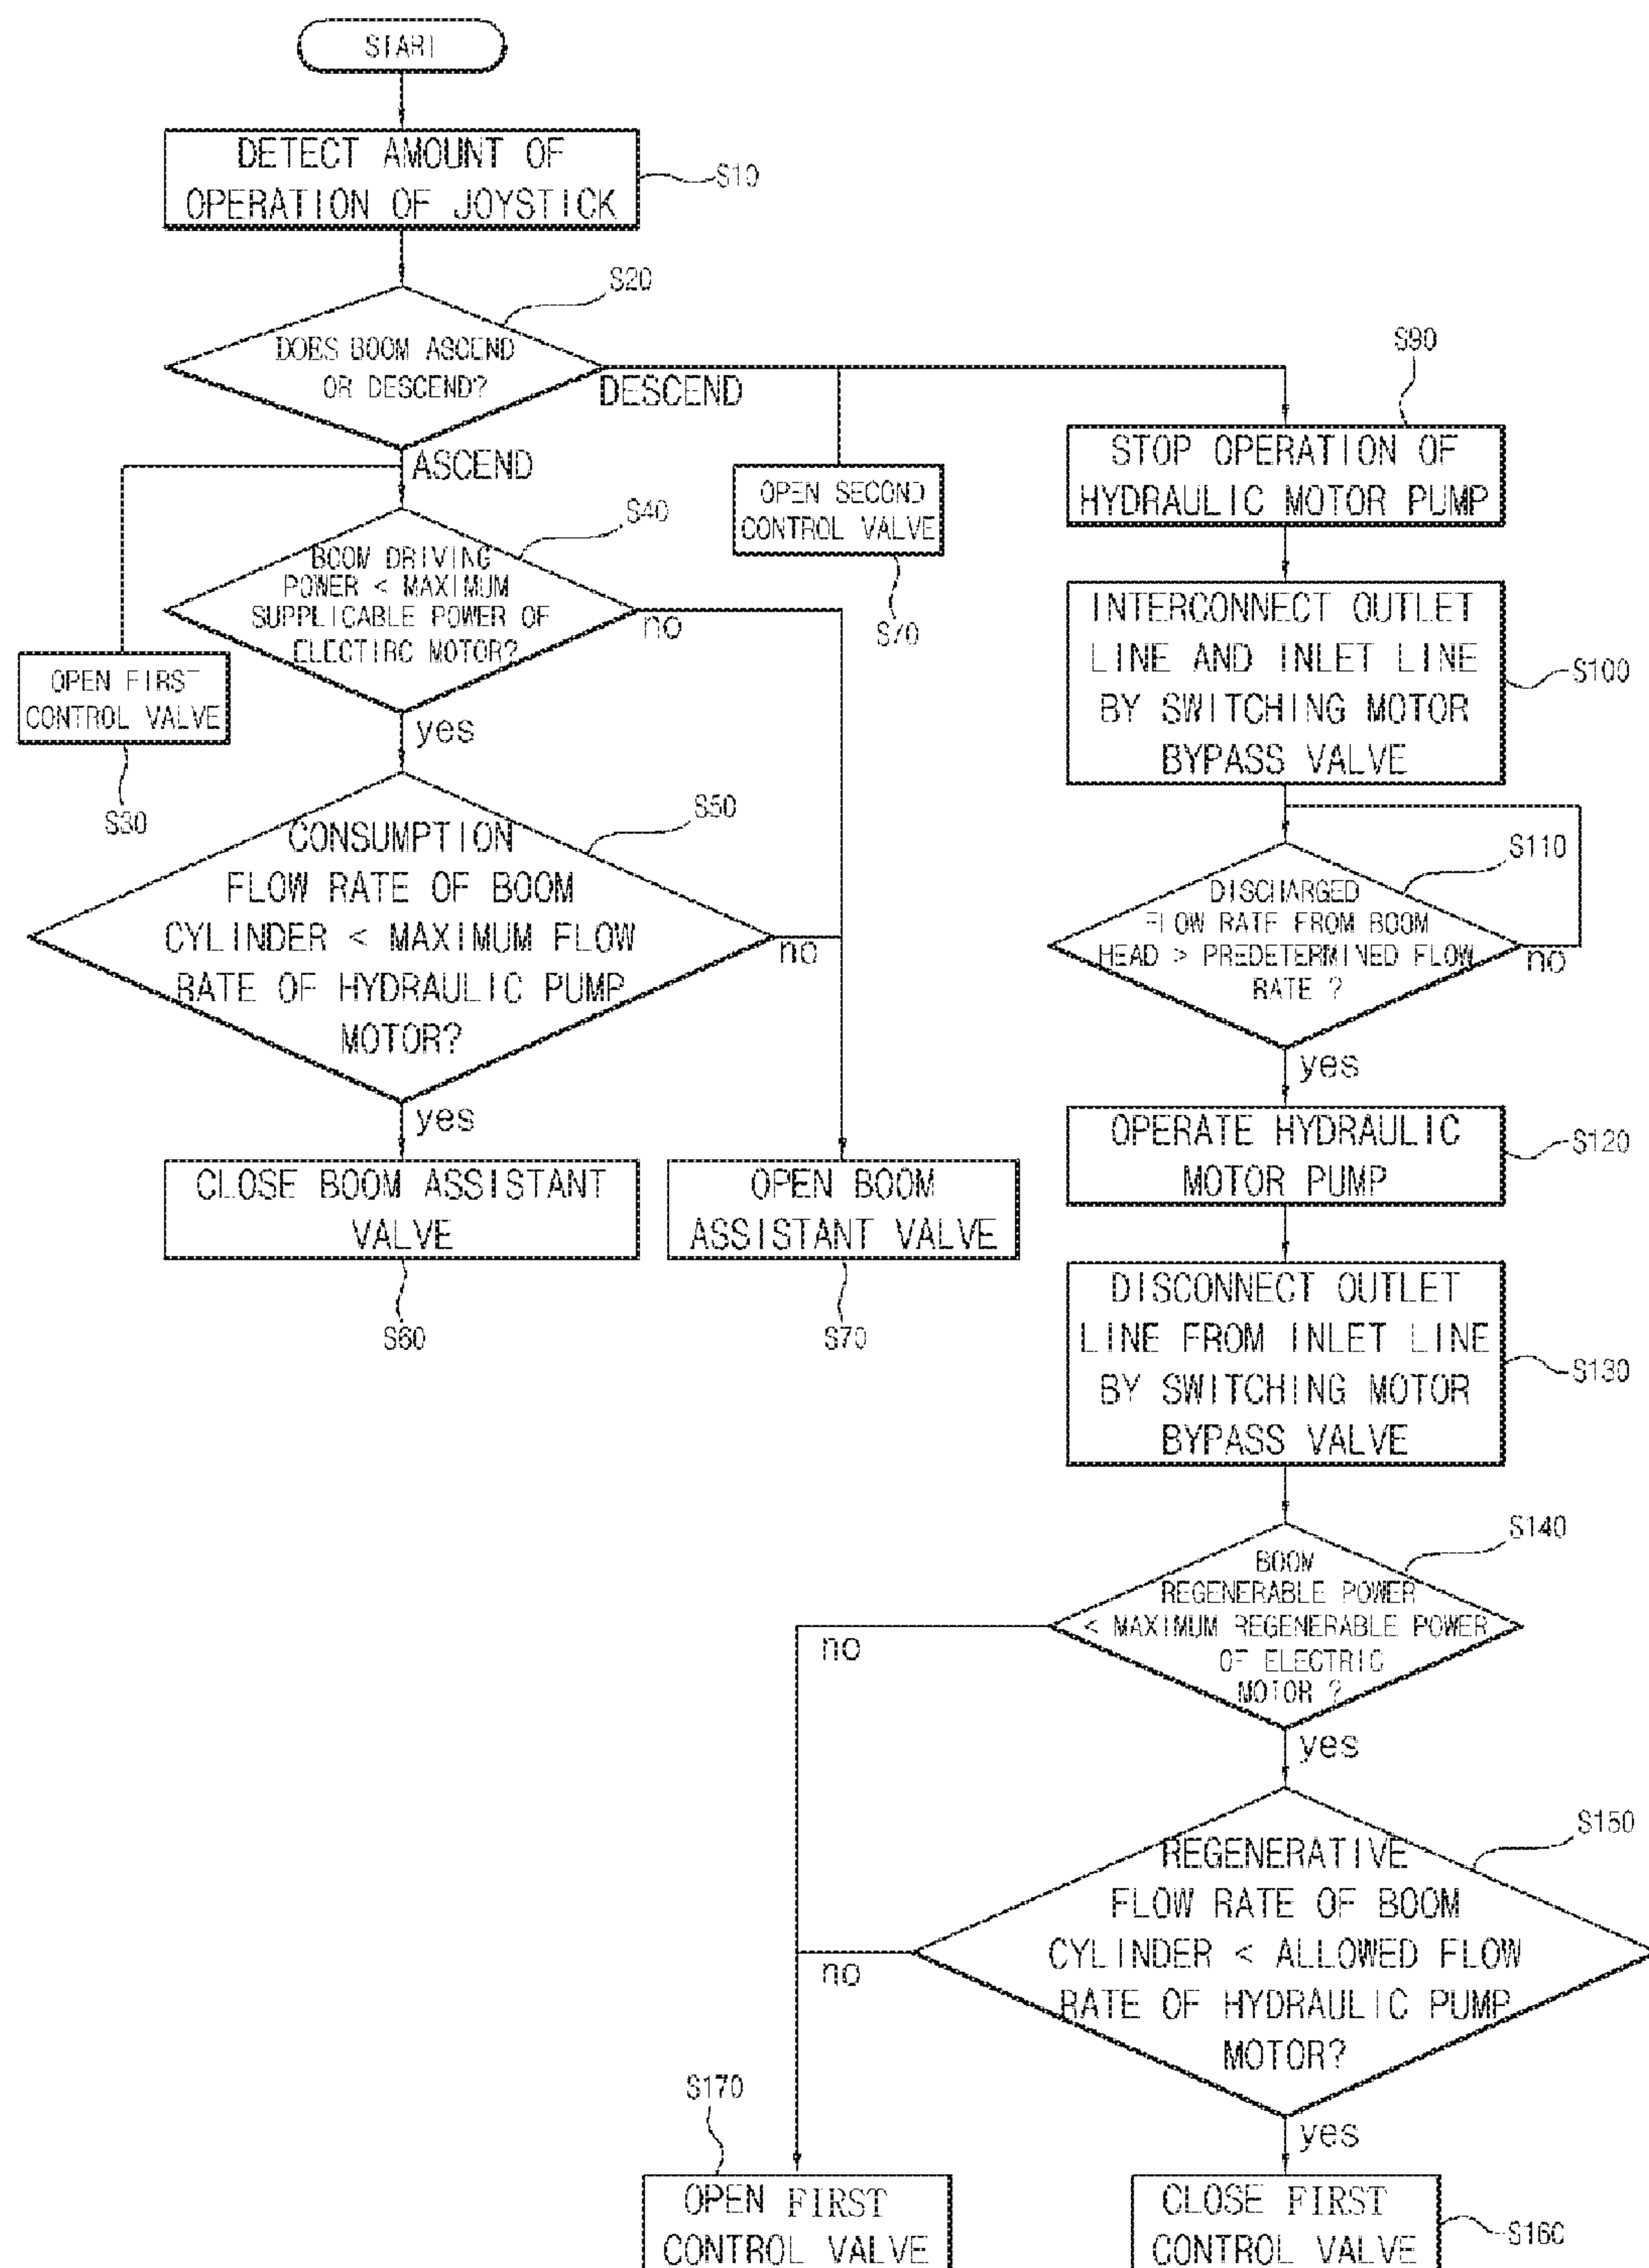 START
DETECT AMOUNT OF
OPERATION OF JOYSTICK
S10
S20
DOES BOOM ASCEND
OR DESCEND?
DESCEND
ASCEND
S90
STOP OPERATION OF
HYDRAULIC MOTOR PUMP
OPEN SECOND
CONTROL VALVE
S70
S40
BOOM DRIVING
POWER < MAXIMUM
SUPPLICABLE POWER OF
ELECTIRC MOTOR?
no
yes
OPEN FIRST
CONTROL VALVE
S30
INTERCONNECT OUTLET
LINE AND INLET LINE
BY SWITCHING MOTOR
BYPASS VALVE
S100
S50
CONSUMPTION
FLOW RATE OF BOOM
CYLINDER < MAXIMUM FLOW
RATE OF HYDRAULIC PUMP
MOTOR?
no
yes
S110
DISCHARGED
FLOW RATE FROM BOOM
HEAD > PREDETERMINED FLOW
RATE ?
no
yes
CLOSE BOOM ASSISTANT
VALVE
S60
OPEN BOOM
ASSISTANT VALVE
S70
OPERATE HYDRAULIC
MOTOR PUMP
S120
DISCONNECT OUTLET
LINE FROM INLET LINE
BY SWITCHING MOTOR
BYPASS VALVE
S130
S140
BOOM
REGENERABLE POWER
< MAXIMUM REGENERABLE POWER
OF ELECTRIC
MOTOR ?
no
yes
S150
REGENERATIVE
FLOW RATE OF BOOM
CYLINDER < ALLOWED FLOW
RATE OF HYDRAULIC PUMP
MOTOR?
no
yes
S170
OPEN FIRST
CONTROL VALVE
CLOSE FIRST
CONTROL VALVE
S160